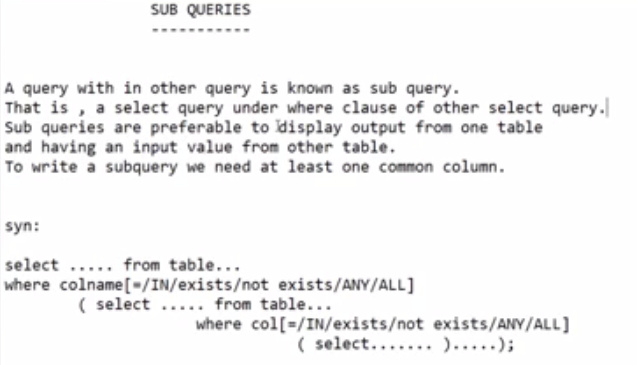 SUB QUERIES
-----------
A query with in other query is known as sub query.
That is , a select query under where clause of other select query.
Sub queries are preferable to display output from one table
and having an input value from other table.
To write a subquery we need at least one common column.
syn:
select ..... from table...
where colname[=/IN/exists/not exists/ANY/ALL]
( select ..... from table...
where col[=/IN/exists/not exists/ANY/ALL]
( select....... ).....);